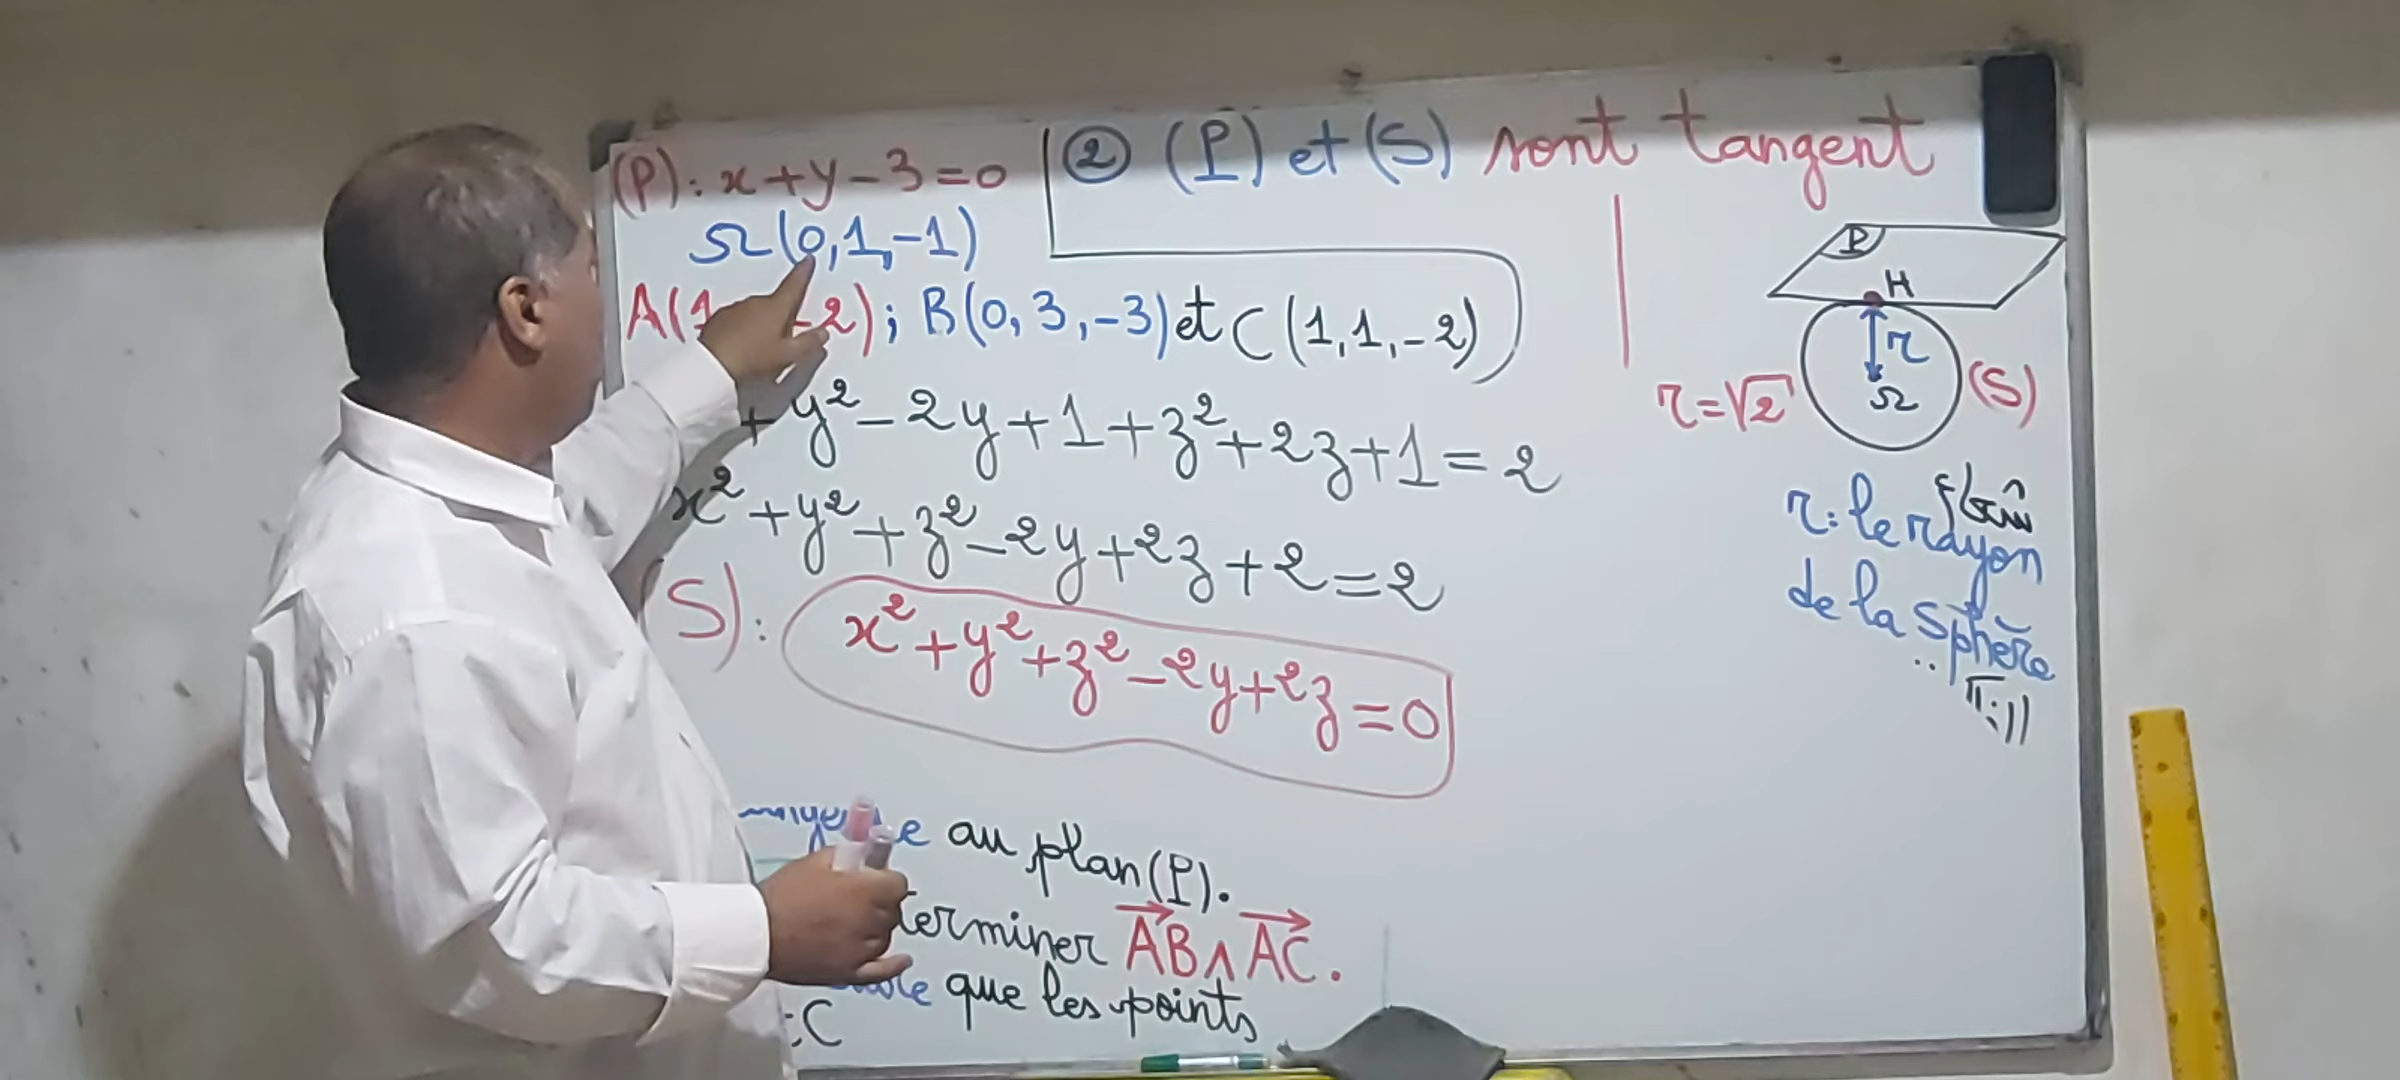 (P): x+y-3=0
Ω(0,1,-1)
A(1 -2); B(0,3,-3) et C(1,1,-2)
+y²-2y+1+z²+2z+1=2
x²+y²+z²-2y+2z+2=2
(S): x²+y²+z²-2y+2z=0
au plan (P).
terminer AB∧AC.
que les points
C
② (P) et (S) sont tangent
P
H
r
Ω
(S)
r=√2
r: le rayon
de la sphère